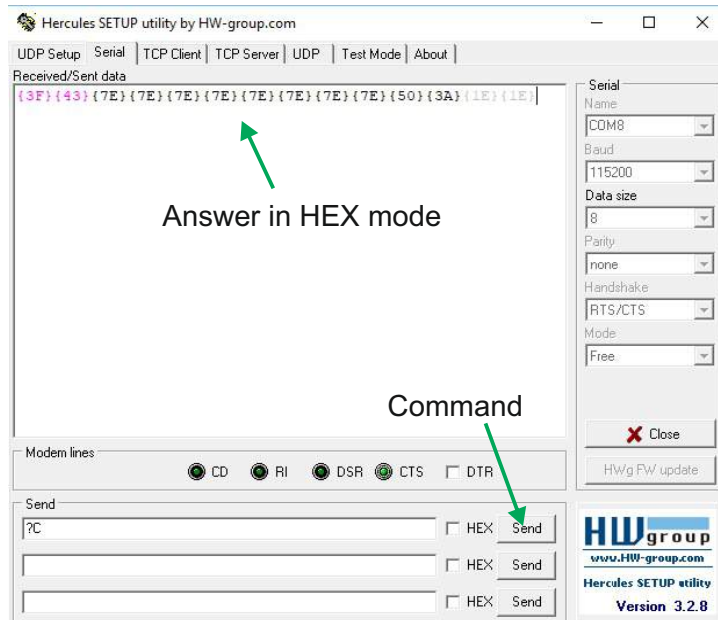 Hercules SETUP utility by HW-group.com
UDP Setup Serial TCP Client TCP Server UDP Test Mode About
Received/Sent data
{3F}{43}{7E}{7E}{7E}{7E}{7E}{7E}{7E}{7E}{50}{3A}{1E}{1E}
Answer in HEX mode
Command
Serial
Name
COM8
Baud
115200
Data size
8
Parity
none
Handshake
RTS/CTS
Mode
Free
Close
HWg FW update
Modem lines
CD RI DSR CTS DTR
Send
?C HEX Send
HEX Send
HEX Send
HW group
www.HW-group.com
Hercules SETUP utility
Version 3.2.8